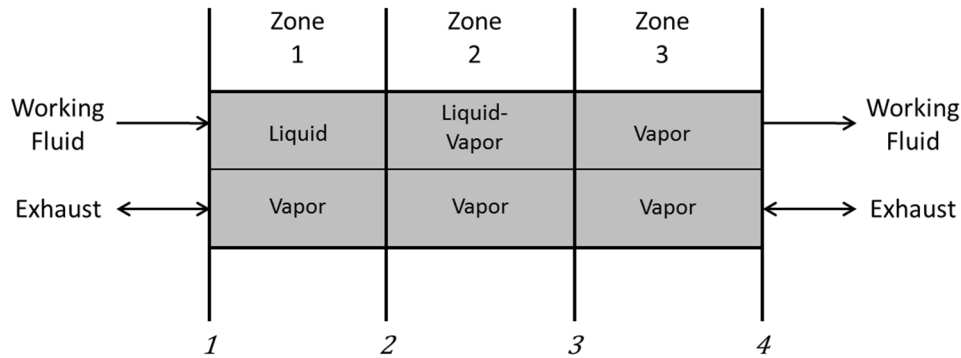 Zone
1
Zone
2
Zone
3
Working
Fluid
Liquid
Liquid-
Vapor
Vapor
Working
Fluid
Exhaust
Vapor
Vapor
Vapor
Exhaust
1
2
3
4